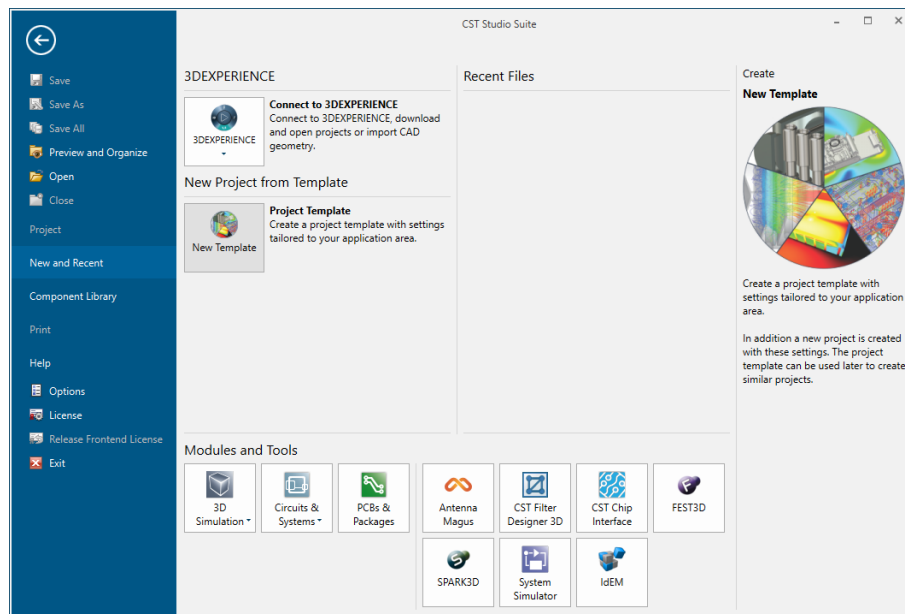 CST Studio Suite
Save
Save As
Save All
Preview and Organize
Open
Close
Project
New and Recent
Component Library
Print
Help
Options
License
Release Frontend License
Exit
3DEXPERIENCE
3DEXPERIENCE
Connect to 3DEXPERIENCE
Connect to 3DEXPERIENCE, download
and open projects or import CAD
geometry.
New Project from Template
New Template
Project Template
Create a project template with settings
tailored to your application area.
Recent Files
Modules and Tools
3D
Simulation
Circuits &
Systems
PCBs &
Packages
Antenna
Magus
CST Filter
Designer 3D
CST Chip
Interface
FEST3D
SPARK3D
System
Simulator
IdEM
Create
New Template
Create a project template with
settings tailored to your application
area.
In addition a new project is created
with these settings. The project
template can be used later to create
similar projects.